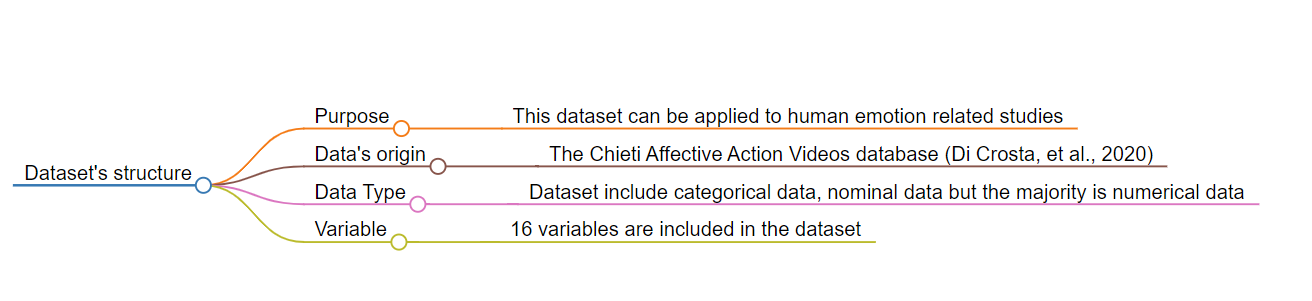 Dataset's structure
Purpose
This dataset can be applied to human emotion related studies
Data's origin
The Chieti Affective Action Videos database (Di Crosta, et al., 2020)
Data Type
Dataset include categorical data, nominal data but the majority is numerical data
Variable
16 variables are included in the dataset